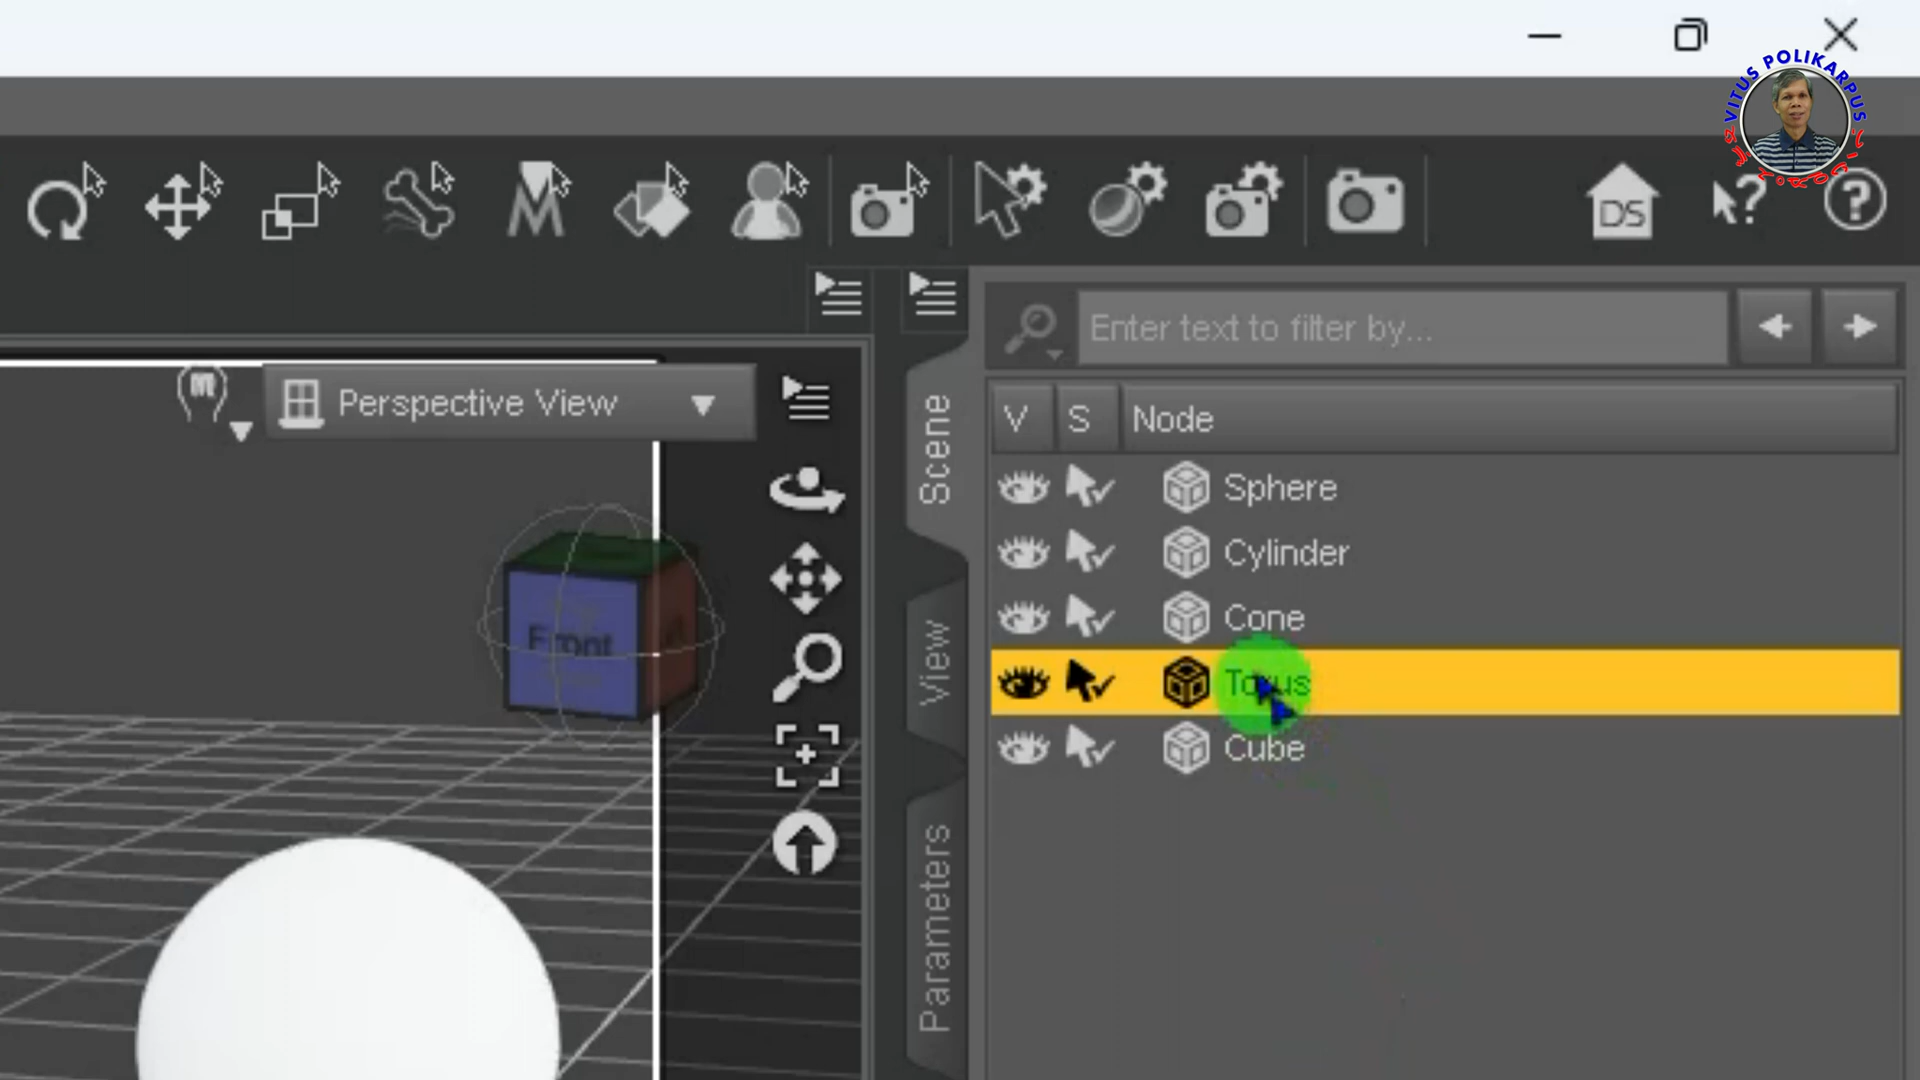 VITUS POLIKARPUS
DS
?
?
Enter text to filter by...
Perspective View
V S Node
Scene
Sphere
Cylinder
Cone
Torus
Cube
View
Front
Parameters